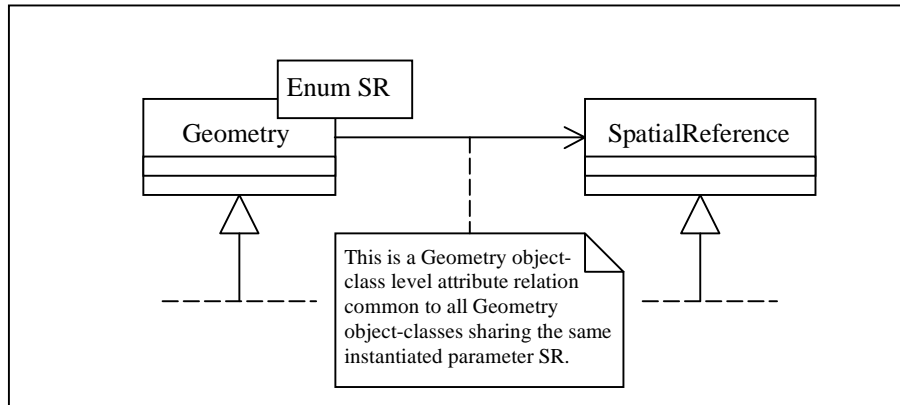 Enum SR
Geometry
SpatialReference
This is a Geometry object-
class level attribute relation
common to all Geometry
object-classes sharing the same
instantiated parameter SR.